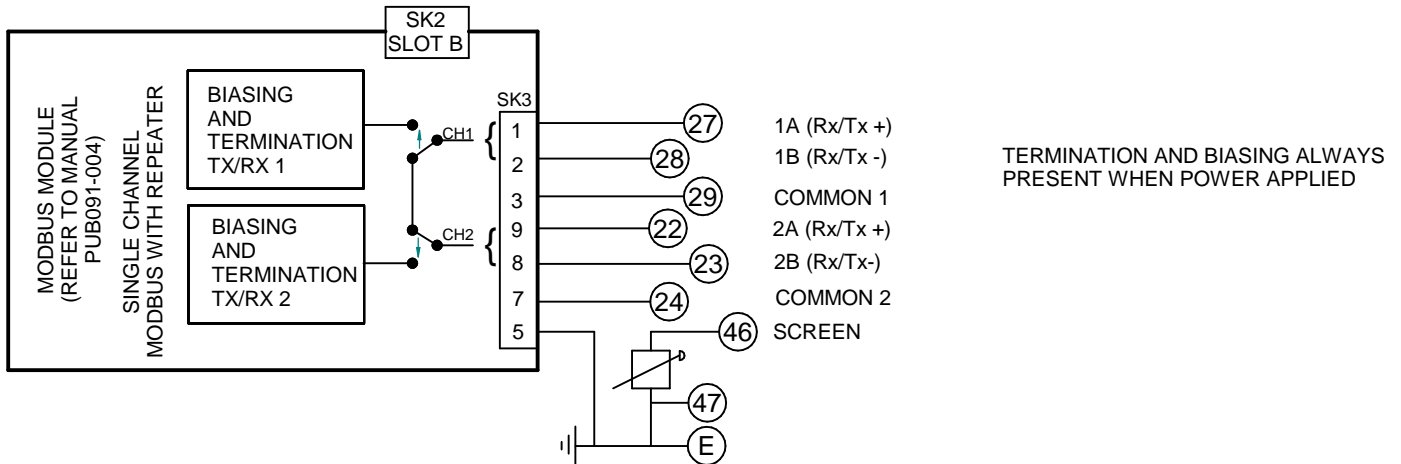 SK2
SLOT B
MODBUS MODULE
(REFER TO MANUAL
PUB091-004)
SINGLE CHANNEL
MODBUS WITH REPEATER
BIASING
AND
TERMINATION
TX/RX 1
BIASING
AND
TERMINATION
TX/RX 2
CH1
CH2
SK3
1
2
3
9
8
7
5
27
28
29
22
23
24
46
47
E
1A (Rx/Tx +)
1B (Rx/Tx -)
COMMON 1
2A (Rx/Tx +)
2B (Rx/Tx-)
COMMON 2
SCREEN
TERMINATION AND BIASING ALWAYS
PRESENT WHEN POWER APPLIED